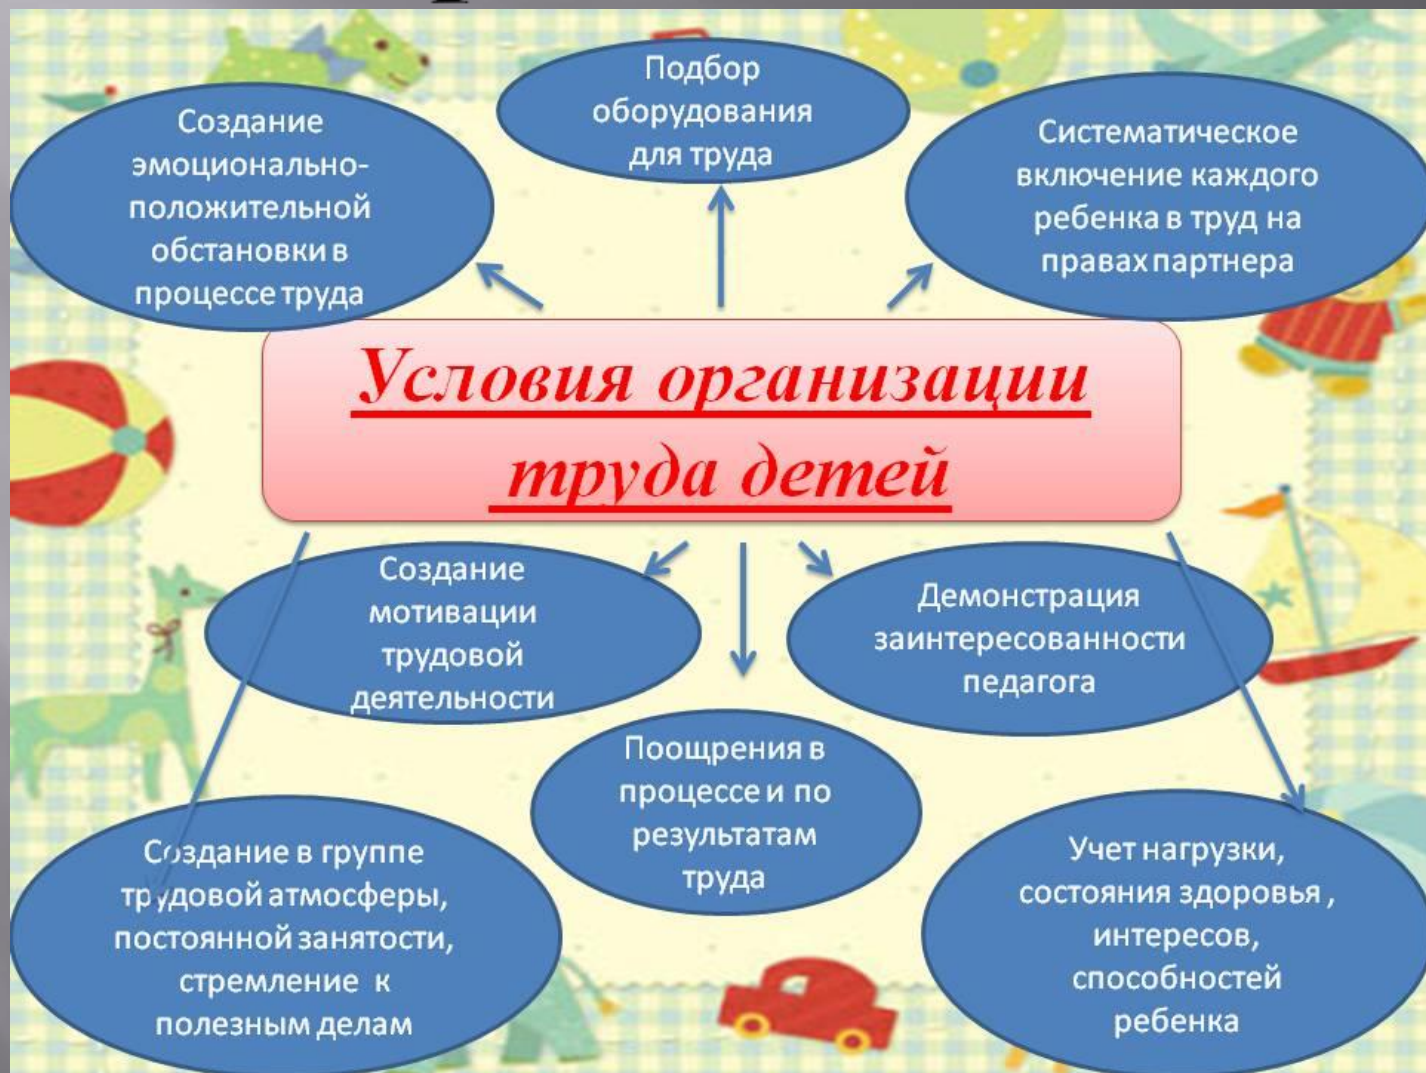 Создание
эмоционально-
положительной
обстановки в
процессе труда
Подбор
оборудования
для труда
Систематическое
включение каждого
ребенка в труд на
правах партнера
Условия организации
труда детей
Создание
мотивации
трудовой
деятельности
Демонстрация
заинтересованности
педагога
Поощрения в
процессе и по
результатам
труда
Создание в группе
трудовой атмосферы,
постоянной занятости,
стремление к
полезным делам
Учет нагрузки,
состояния здоровья ,
интересов,
способностей
ребенка